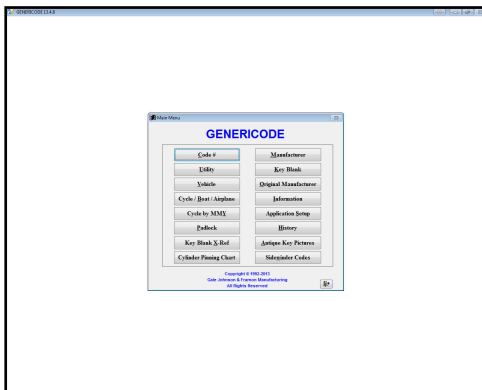 GENERICODE 13.4.0
Main Menu
GENERICODE
Code #
Manufacturer
Utility
Key Blank
Vehicle
Original Manufacturer
Cycle / Boat / Airplane
Information
Cycle by MMY
Application Setup
Padlock
History
Key Blank X-Ref
Antique Key Pictures
Cylinder Pinning Chart
Sidewinder Codes
Copyright © 1992-2013
Gale Johnson & Framon Manufacturing
All Rights Reserved